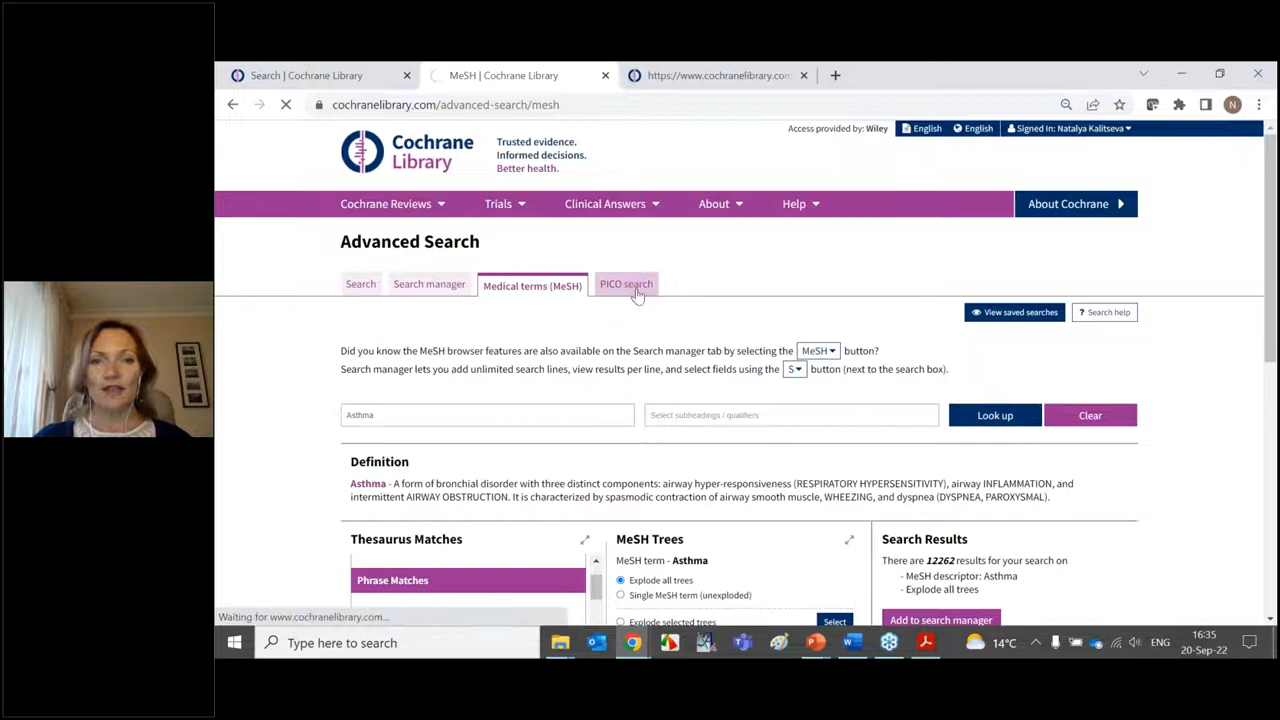 Search | Cochrane Library
MeSH | Cochrane Library
https://www.cochranelibrary.com
cochranelibrary.com/advanced-search/mesh
N
Access provided by: Wiley
English
English
Signed In: Natalya Kalitseva
Cochrane
Library
Trusted evidence.
Informed decisions.
Better health.
Cochrane Reviews
Trials
Clinical Answers
About
Help
About Cochrane
Advanced Search
Search
Search manager
Medical terms (MeSH)
PICO search
View saved searches
? Search help
Did you know the MeSH browser features are also available on the Search manager tab by selecting the MeSH button?
Search manager lets you add unlimited search lines, view results per line, and select fields using the S button (next to the search box).
Asthma
Select subheadings / qualifiers
Look up
Clear
Definition
Asthma - A form of bronchial disorder with three distinct components: airway hyper-responsiveness (RESPIRATORY HYPERSENSITIVITY), airway INFLAMMATION, and
intermittent AIRWAY OBSTRUCTION. It is characterized by spasmodic contraction of airway smooth muscle, WHEEZING, and dyspnea (DYSPNEA, PAROXYSMAL).
Thesaurus Matches
Phrase Matches
MeSH Trees
MeSH term - Asthma
Explode all trees
Single MeSH term (unexploded)
Explode selected trees
Select
Search Results
There are 12262 results for your search on
- MeSH descriptor: Asthma
- Explode all trees
Add to search manager
Waiting for www.cochranelibrary.com...
Type here to search
14°C
ENG
16:35
20-Sep-22